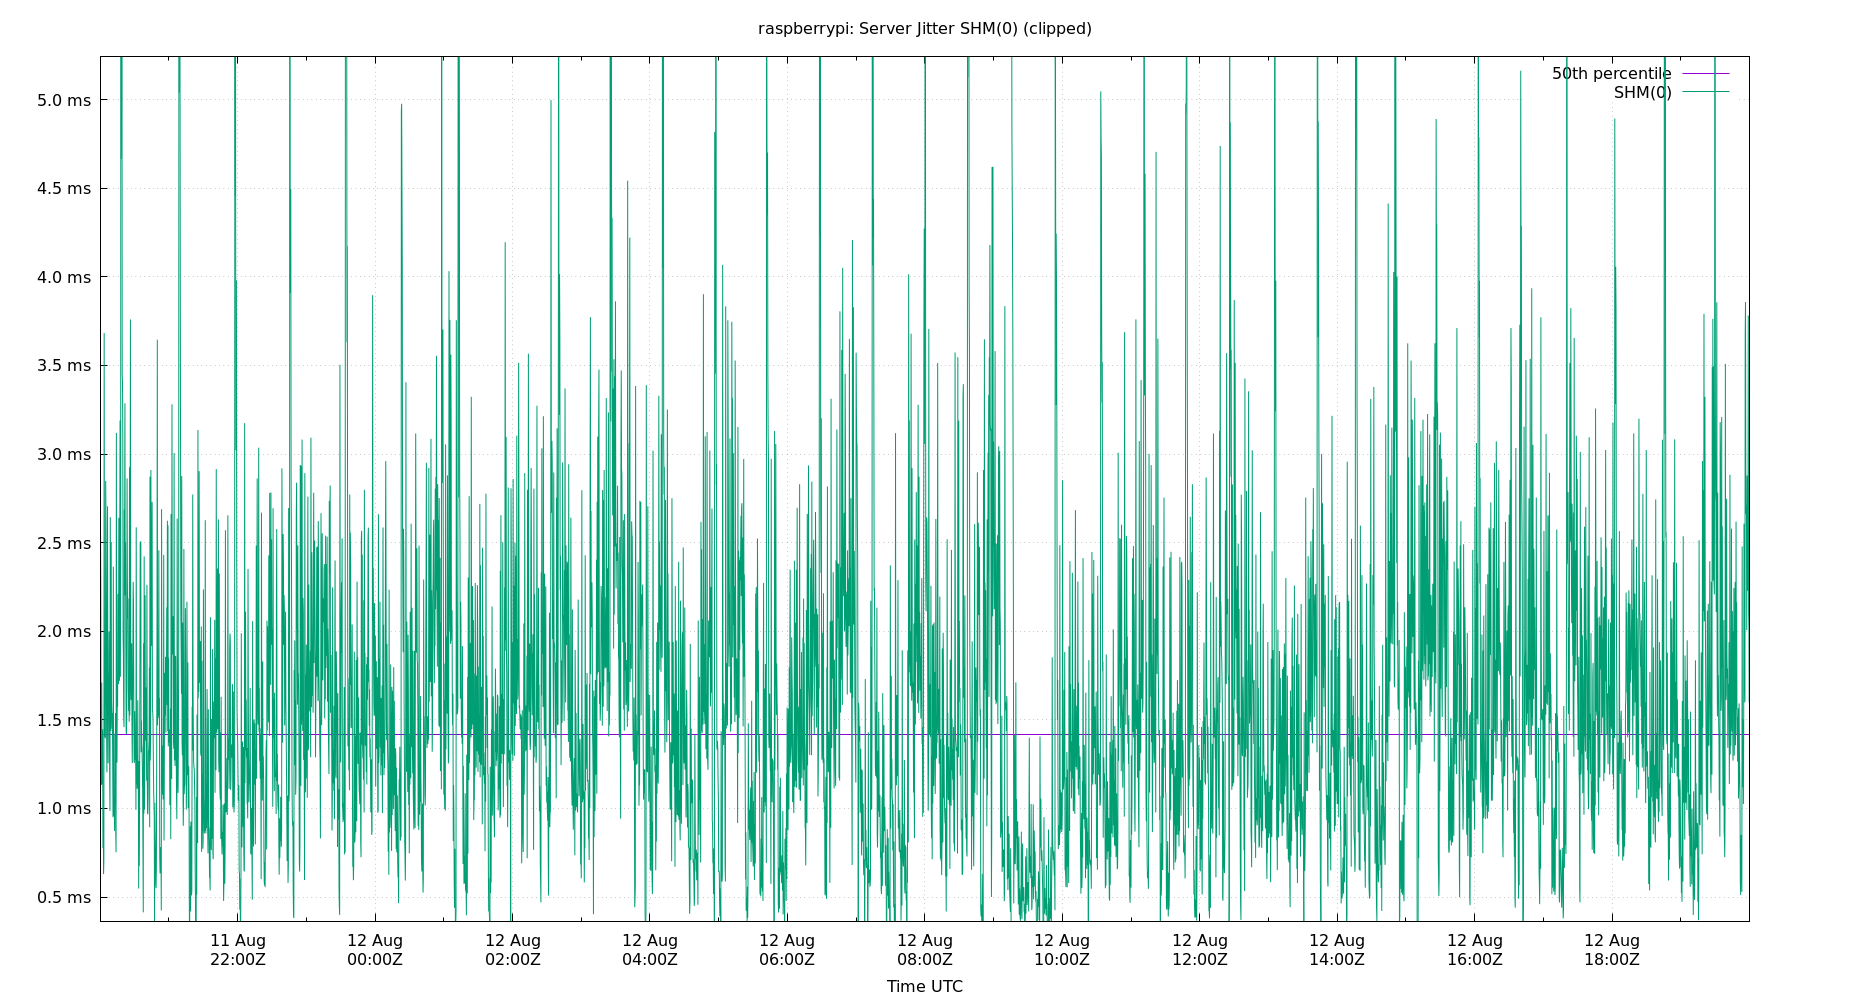 raspberrypi: Server Jitter SHM(0) (clipped)
50th percentile
SHM(0)
5.0 ms
4.5 ms
4.0 ms
3.5 ms
3.0 ms
2.5 ms
2.0 ms
1.5 ms
1.0 ms
0.5 ms
11 Aug 12 Aug 12 Aug 12 Aug 12 Aug 12 Aug 12 Aug 12 Aug 12 Aug 12 Aug 12 Aug
22:00Z 00:00Z 02:00Z 04:00Z 06:00Z 08:00Z 10:00Z 12:00Z 14:00Z 16:00Z 18:00Z
Time UTC